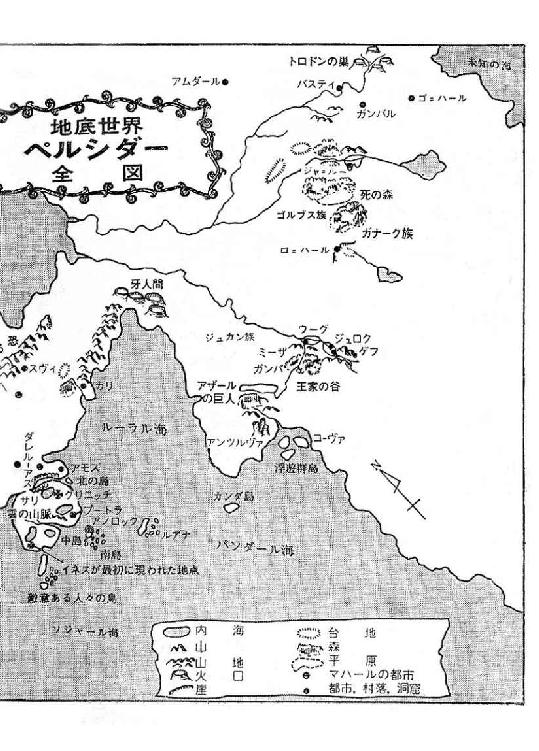 地底世界
ペルシダー
全図
トロドンの巣
未知の海
アムダール
バスティ
ゴハール
ガンバル
死の森
ゴルブス族
ガナーク族
ロハール
牙人間
恐
スヴィ
カリ
ジュカン族
ウーグ
ジュロク
ミーサ
ガフ
ガンバ
王家の谷
アザール
の巨人
ルーラル海
アンツルヴァ
コーヴァ
浮遊群島
N
ダレル・アズ
アモズ
北の島
サリ
グリニッチ
雲の山脈
プートラ
アノロック
ルアナ
カンダ島
中島
南島
パンダール海
イネスが最初に現われた地点
敵意ある人々の島
ソジャール海
内海
台地
山
森
山地
平原
火口
マハールの都市
崖
都市，村落，洞窟